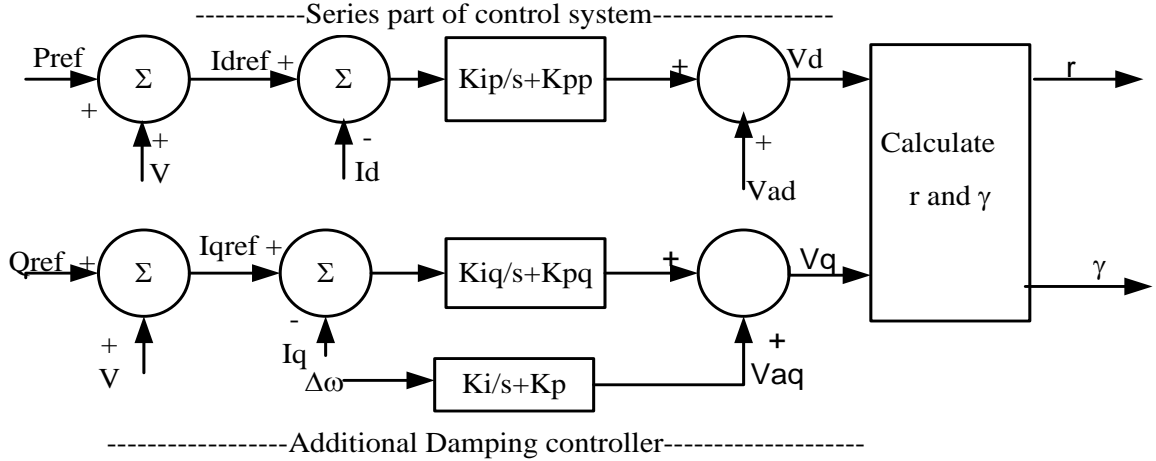 --------Series part of control system-------------
Pref
+
Σ
+
V
Idref +
Σ
-
Id
Kip/s+Kpp
+
Vd
+
Vad
Calculate
r and γ
r
γ
Qref +
Σ
+
V
Iqref +
Σ
-
Iq
Kiq/s+Kpq
+
Vq
+
Vaq
Δω
Ki/s+Kp
----------------Additional Damping controller-----------------